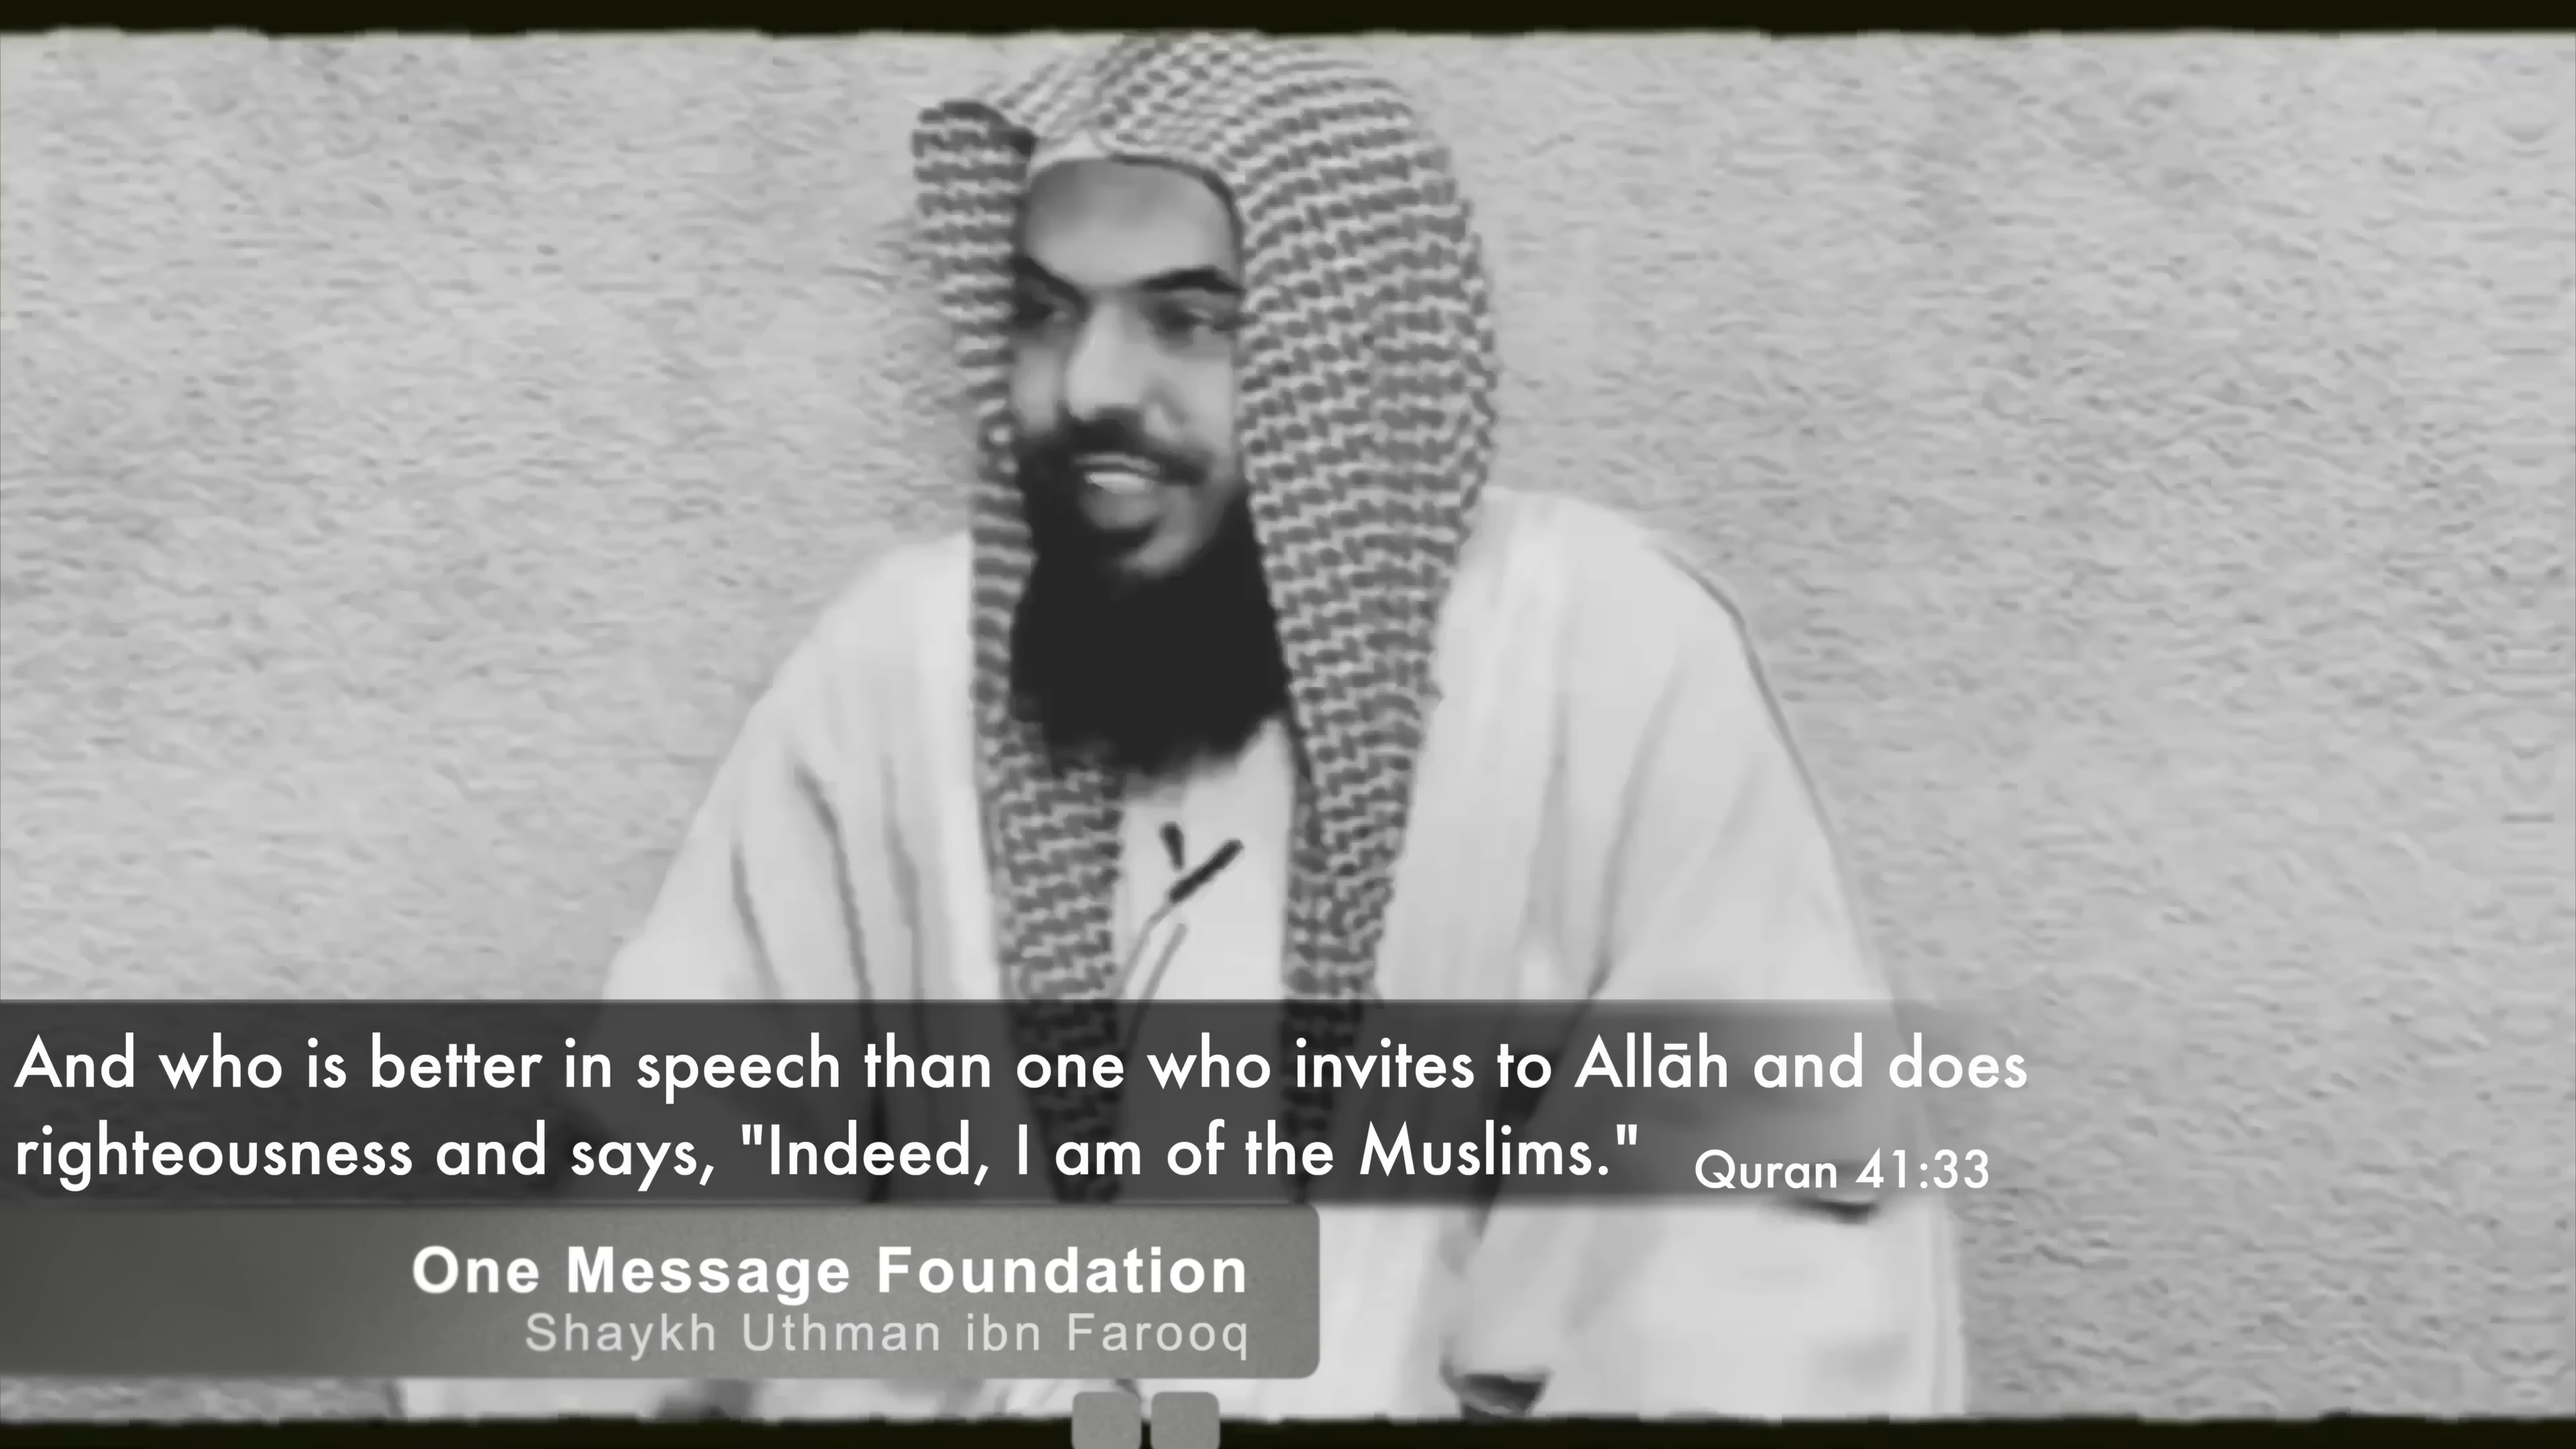 And who is better in speech than one who invites to Allāh and does
righteousness and says, "Indeed, I am of the Muslims." Quran 41:33
One Message Foundation
Shaykh Uthman ibn Farooq